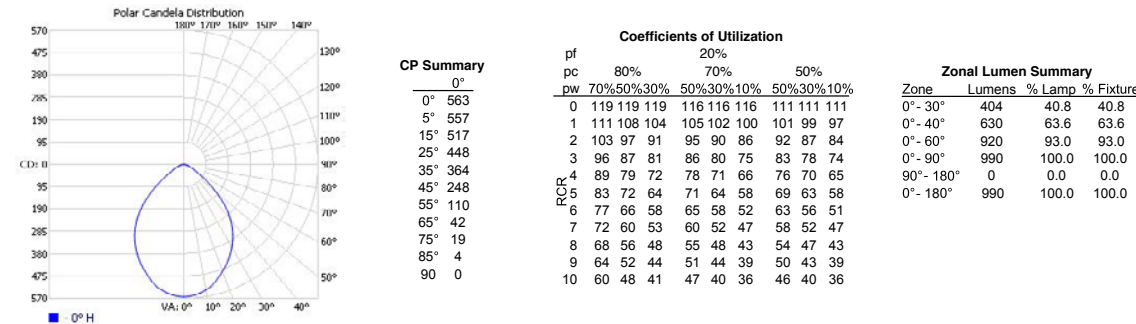 Polar Candela Distribution
180° 170° 160° 150° 140°
570
475
380
285
190
95
CD: 0
95
190
285
380
475
570
130°
120°
110°
100°
90°
80°
70°
60°
50°
VA: 0° 10° 20° 30° 40°
- 0° H
CP Summary
0°
0° 563
5° 557
15° 517
25° 448
35° 364
45° 248
55° 110
65° 42
75° 19
85° 4
90 0
Coefficients of Utilization
pf 20%
pc 80% 70% 50%
pw 70%50%30% 50%30%10% 50%30%10%
RCR
0 119 119 119 116 116 116 111 111 111
1 111 108 104 105 102 100 101 99 97
2 103 97 91 95 90 86 92 87 84
3 96 87 81 86 80 75 83 78 74
4 89 79 72 78 71 66 76 70 65
5 83 72 64 71 64 58 69 63 58
6 77 66 58 65 58 52 63 56 51
7 72 60 53 60 52 47 58 52 47
8 68 56 48 55 48 43 54 47 43
9 64 52 44 51 44 39 50 43 39
10 60 48 41 47 40 36 46 40 36
Zonal Lumen Summary
Zone Lumens % Lamp % Fixture
0°- 30° 404 40.8 40.8
0°- 40° 630 63.6 63.6
0°- 60° 920 93.0 93.0
0°- 90° 990 100.0 100.0
90°- 180° 0 0.0 0.0
0°- 180° 990 100.0 100.0